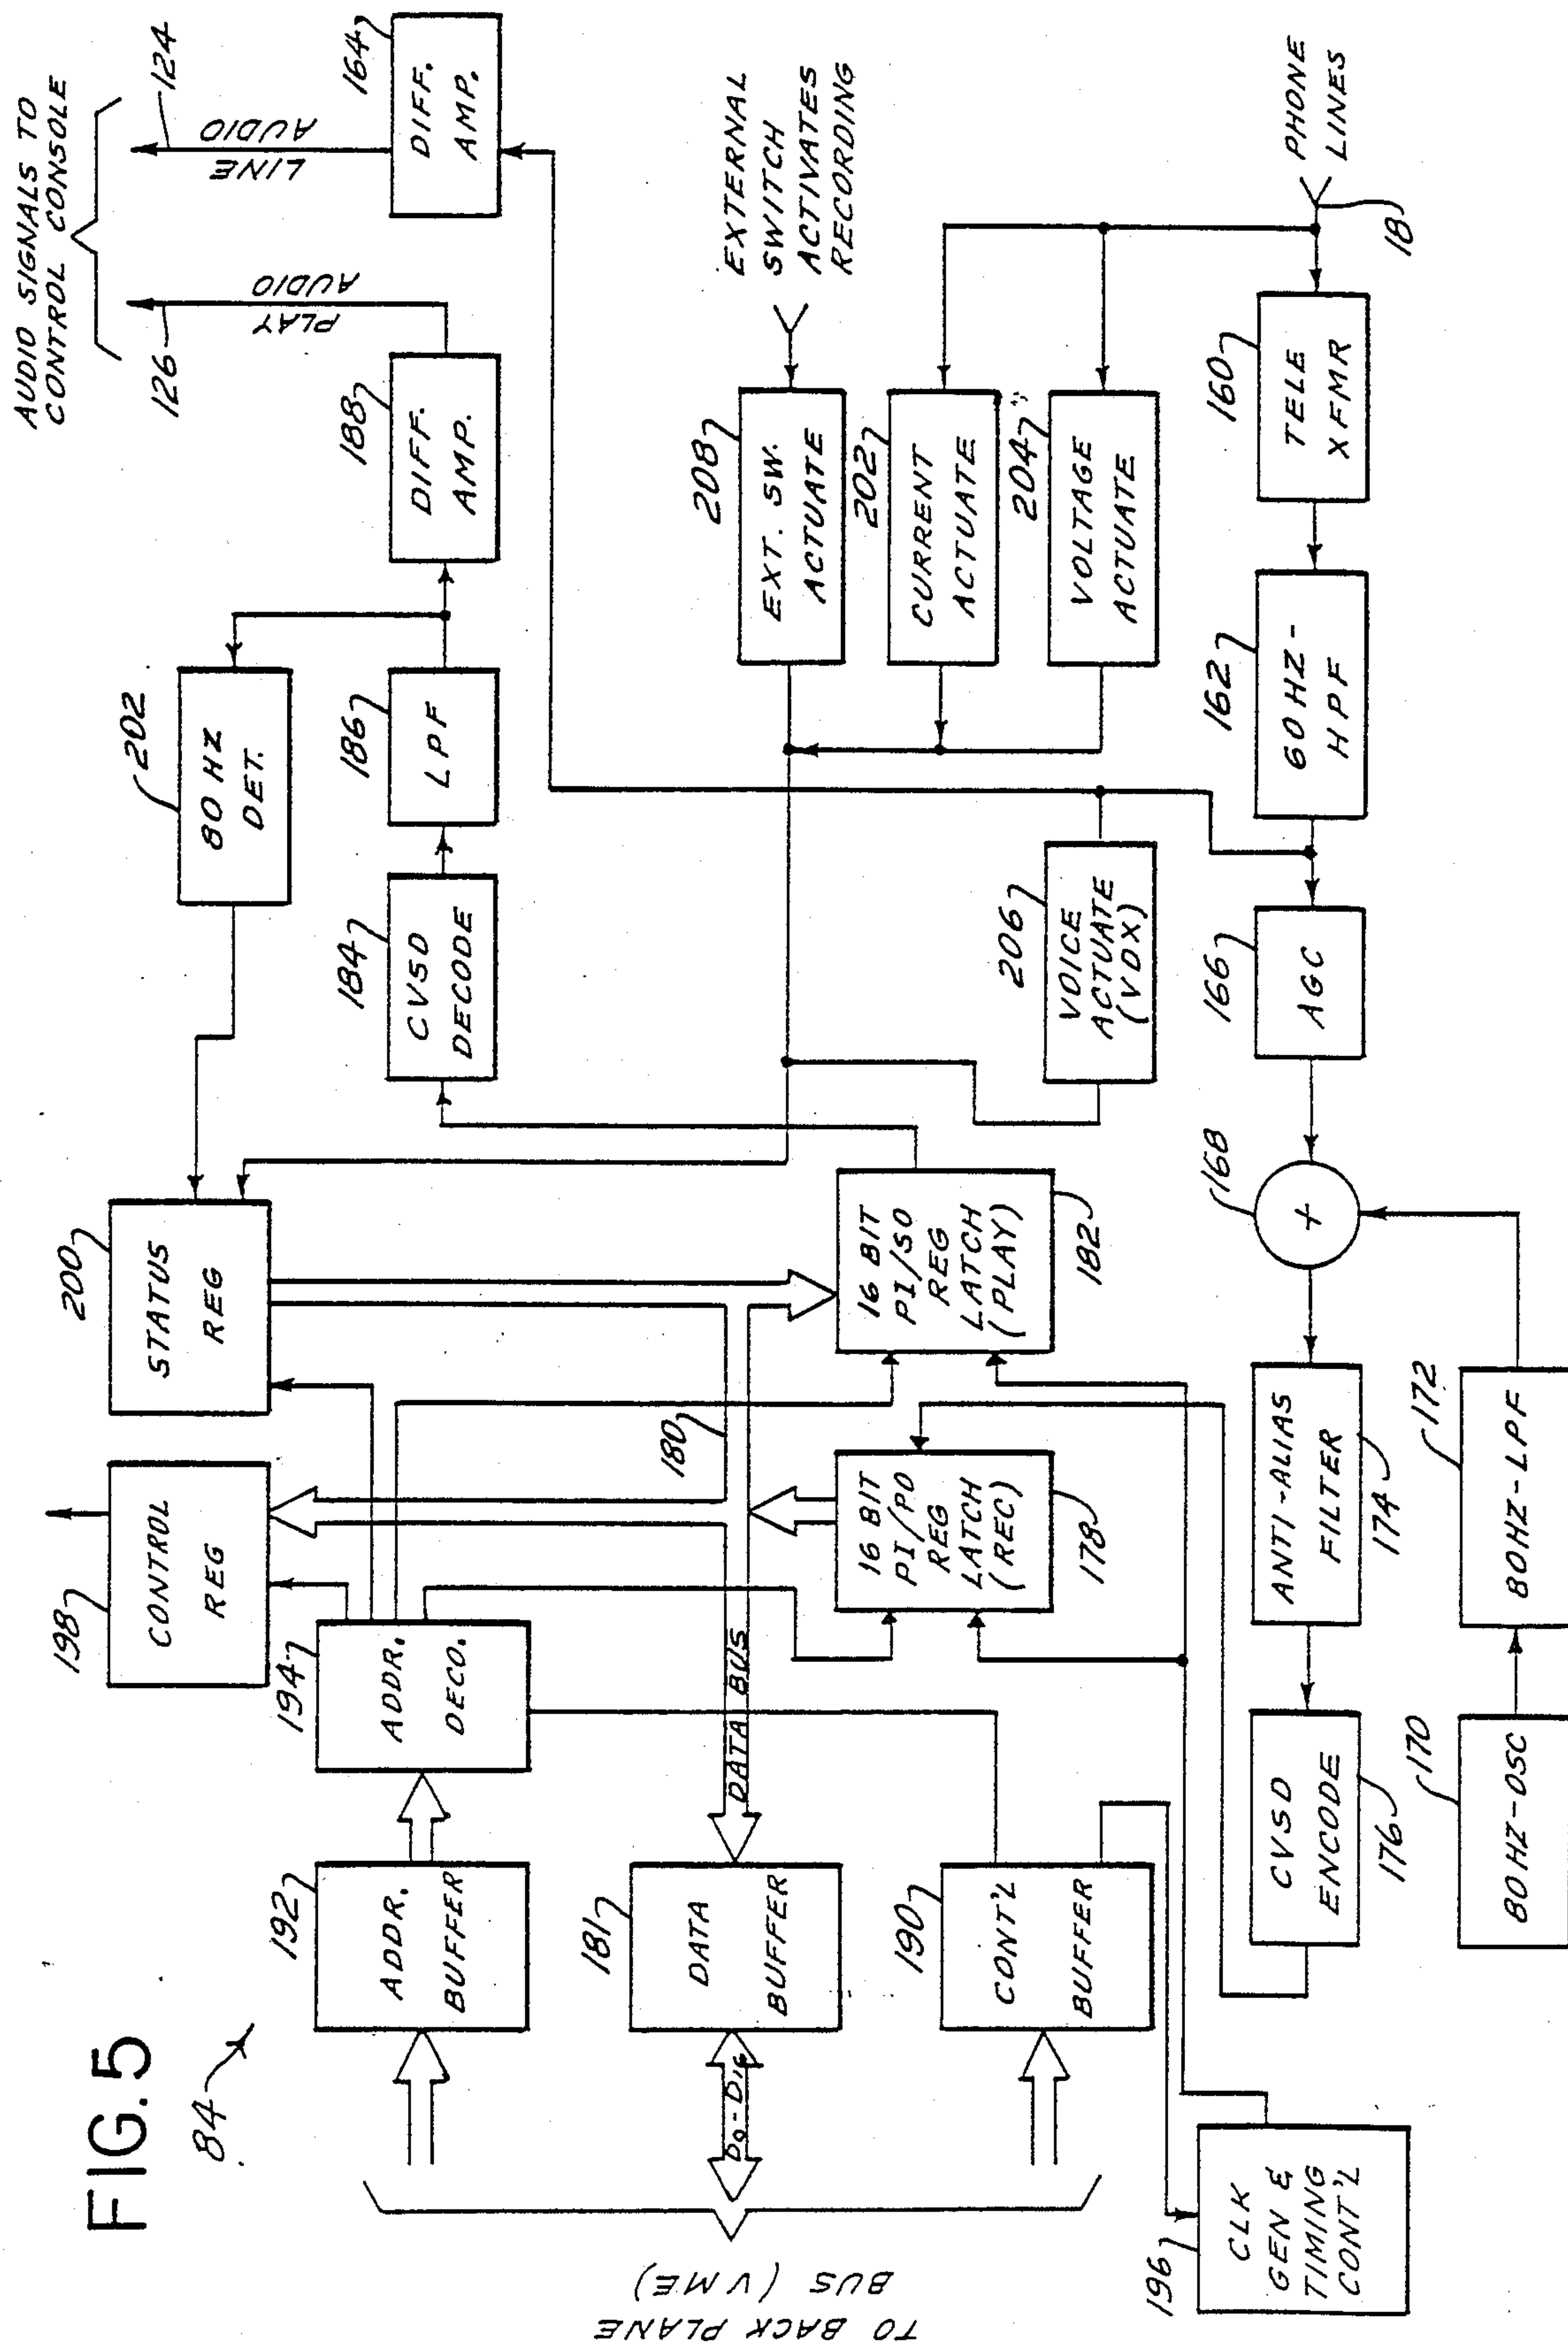 FIG.5
84
AUDIO SIGNALS TO
CONTROL CONSOLE
126
PLAY
AUDIO
LINE
AUDIO
124
198
CONTROL
REG
200
STATUS
REG
202
80 HZ
DET.
192
ADDR.
BUFFER
194
ADDR.
DECO.
184
CVSD
DECODE
186
LPF
188
DIFF.
AMP.
164
DIFF.
AMP.
TO BACK PLANE
BUS (VME)
D0-D16
181
DATA
BUFFER
DATA BUS
180
208
EXT. SW.
ACTUATE
EXTERNAL
SWITCH
ACTIVATES
RECORDING
202
CURRENT
ACTUATE
204
VOLTAGE
ACTUATE
190
CONT'L
BUFFER
16 BIT
PI/PO
REG
LATCH
(REC)
178
16 BIT
PI/SO
REG
LATCH
(PLAY)
182
206
VOICE
ACTUATE
(VDX)
196
CLK
GEN &
TIMING
CONT'L
CVSD
ENCODE
176
ANTI-ALIAS
FILTER
174
168
+
166
AGC
162
60 HZ-
HPF
160
TELE
XFMR
18
PHONE
LINES
170
80 HZ-OSC
172
80HZ-LPF